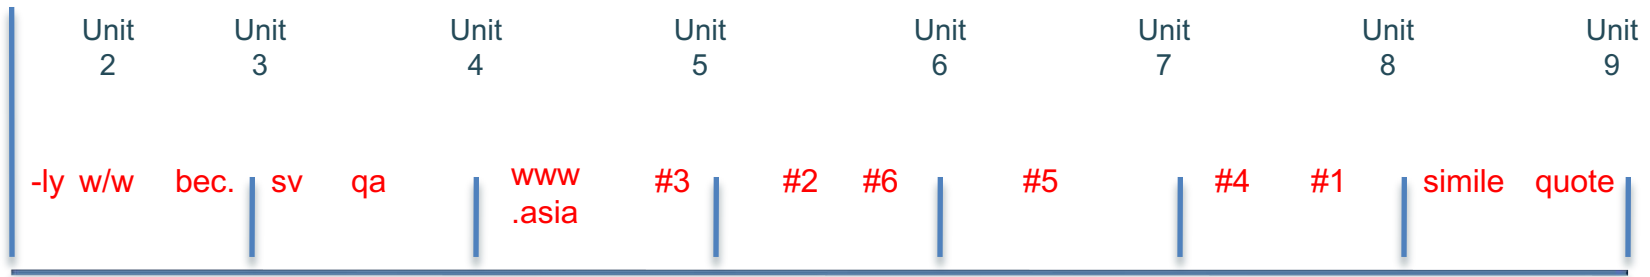 Unit Unit Unit Unit Unit Unit Unit Unit
2 3 4 5 6 7 8 9
-ly w/w bec. sv qa www #3 #2 #6 #5 #4 #1 simile quote
.asia